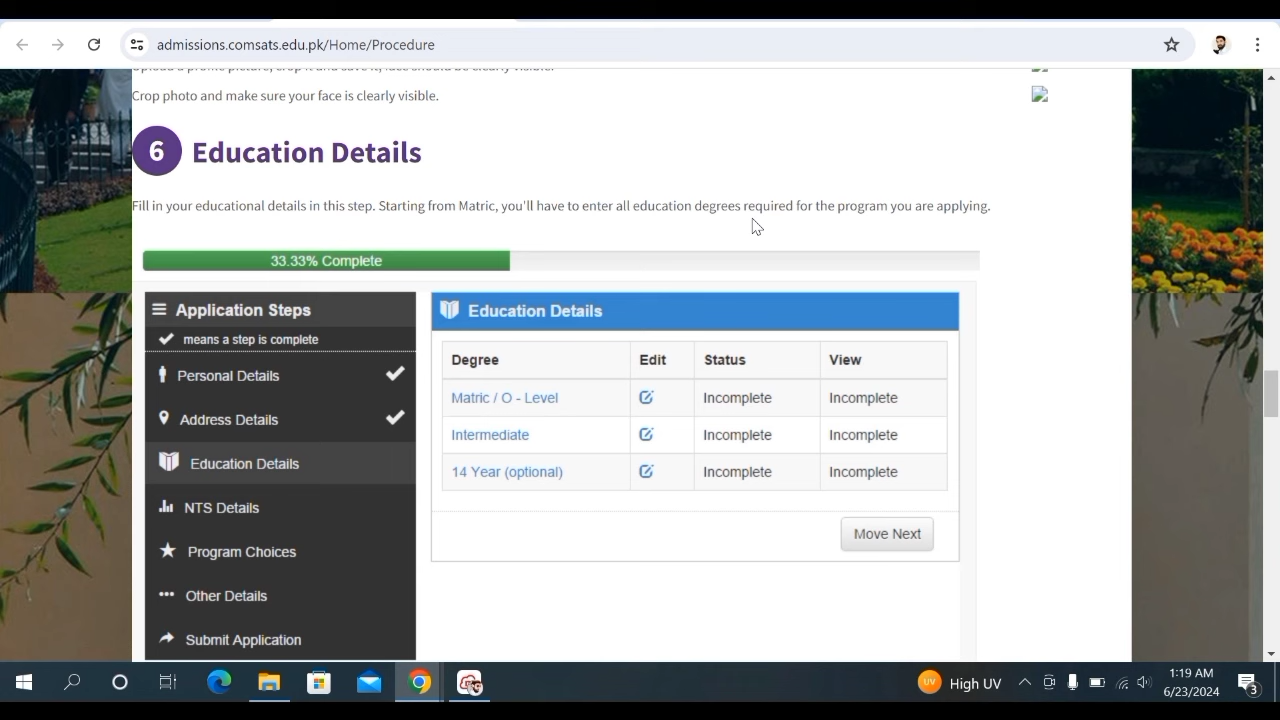 admissions.comsats.edu.pk/Home/Procedure
Crop photo and make sure your face is clearly visible.
6 Education Details
Fill in your educational details in this step. Starting from Matric, you'll have to enter all education degrees required for the program you are applying.
33.33% Complete
Application Steps
means a step is complete
Personal Details
Address Details
Education Details
NTS Details
Program Choices
Other Details
Submit Application
Education Details
Degree Edit Status View
Matric / O - Level Incomplete Incomplete
Intermediate Incomplete Incomplete
14 Year (optional) Incomplete Incomplete
Move Next
UV High UV
1:19 AM
6/23/2024
3